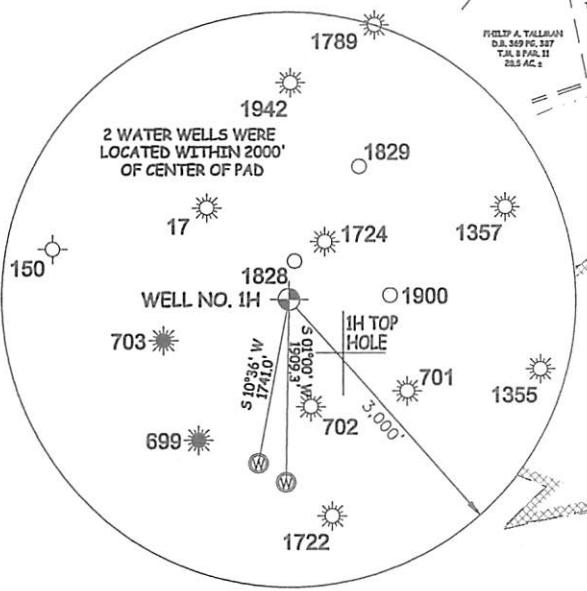 1789
PHILIP A. TALLMAN
D.B. 369 PG. 387
T.M. 8 PAR. 11
28.5 AC. ±
1942
2 WATER WELLS WERE
LOCATED WITHIN 2000'
OF CENTER OF PAD
1829
17
1724
1357
150
1828
WELL NO. 1H
1900
703
1H TOP
HOLE
S 10°36' W
1741.0'
S 01°00' W
1909.3'
701
1355
702
3,000'
699
W
W
1722